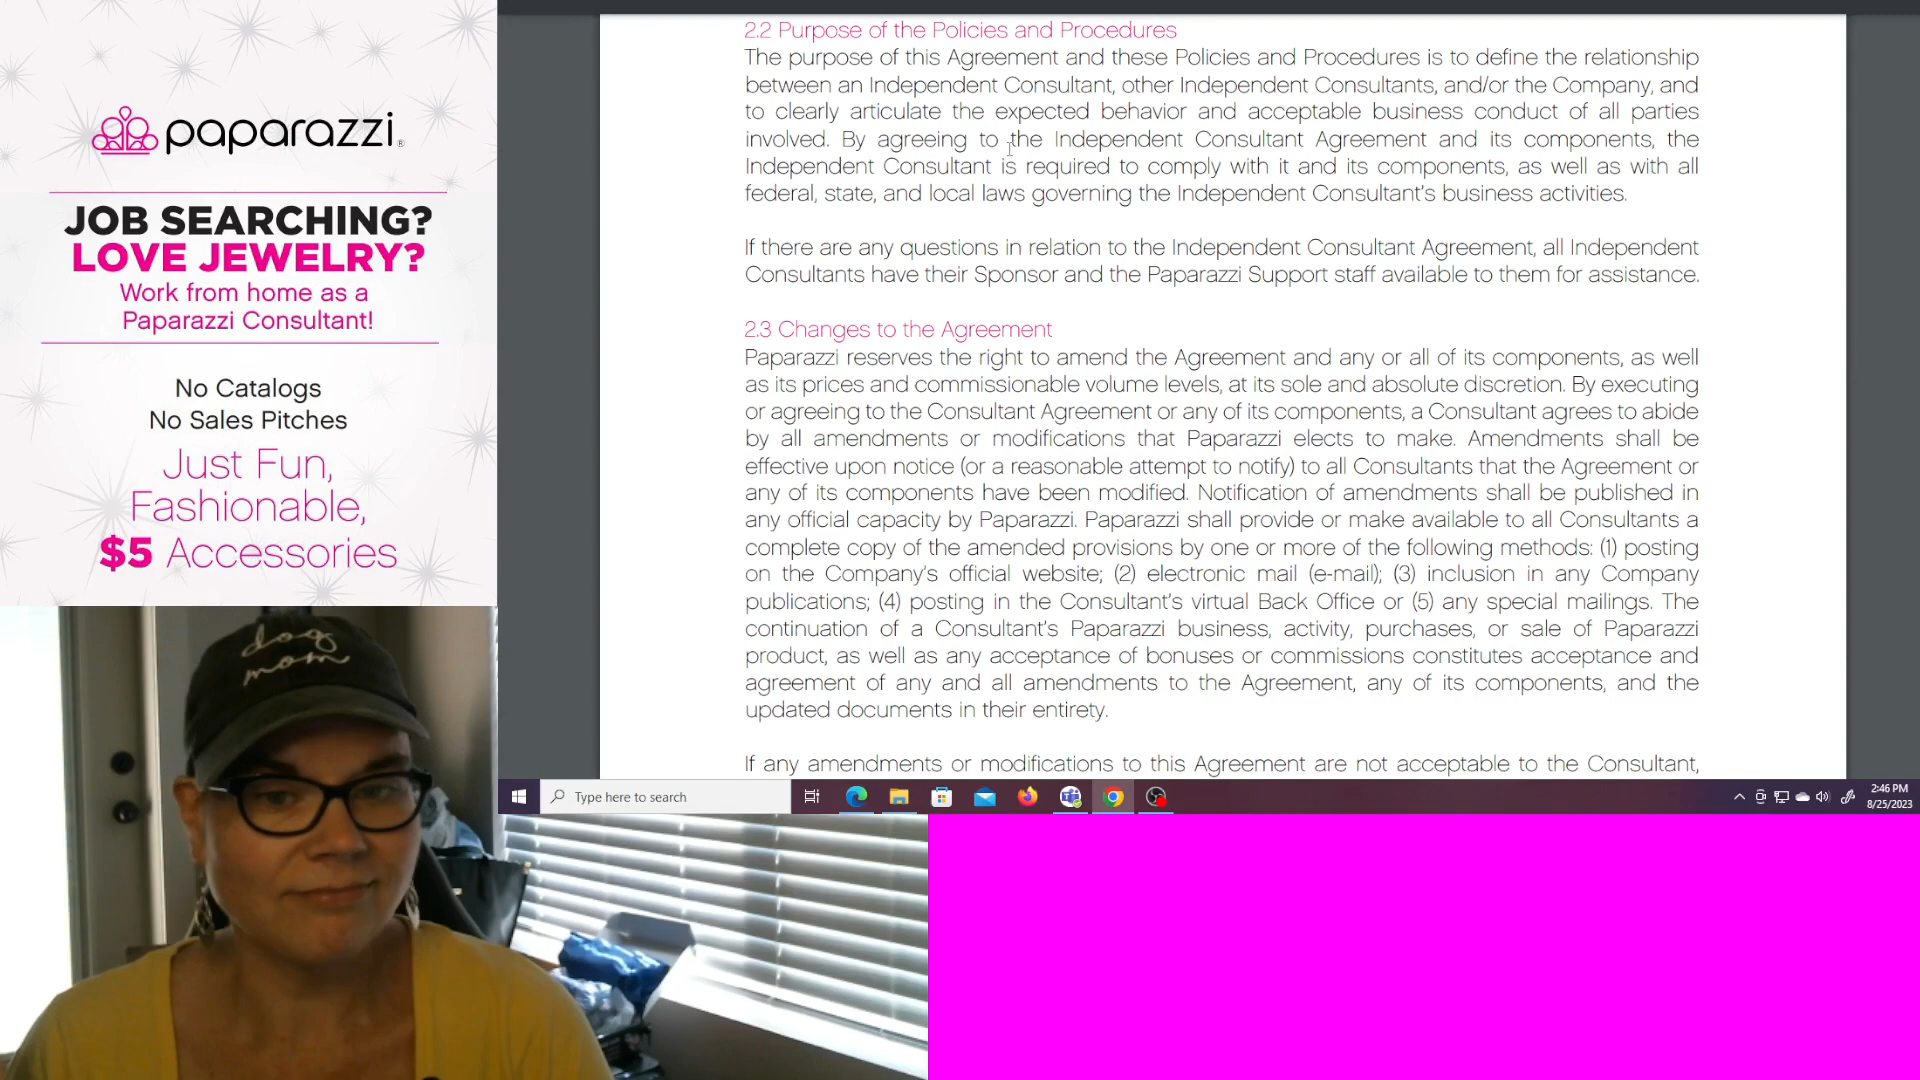 paparazzi®
JOB SEARCHING?
LOVE JEWELRY?
Work from home as a
Paparazzi Consultant!
No Catalogs
No Sales Pitches
Just Fun,
Fashionable,
$5 Accessories
2.2 Purpose of the Policies and Procedures
The purpose of this Agreement and these Policies and Procedures is to define the relationship
between an Independent Consultant, other Independent Consultants, and/or the Company, and
to clearly articulate the expected behavior and acceptable business conduct of all parties
involved. By agreeing to the Independent Consultant Agreement and its components, the
Independent Consultant is required to comply with it and its components, as well as with all
federal, state, and local laws governing the Independent Consultant's business activities.
If there are any questions in relation to the Independent Consultant Agreement, all Independent
Consultants have their Sponsor and the Paparazzi Support staff available to them for assistance.
2.3 Changes to the Agreement
Paparazzi reserves the right to amend the Agreement and any or all of its components, as well
as its prices and commissionable volume levels, at its sole and absolute discretion. By executing
or agreeing to the Consultant Agreement or any of its components, a Consultant agrees to abide
by all amendments or modifications that Paparazzi elects to make. Amendments shall be
effective upon notice (or a reasonable attempt to notify) to all Consultants that the Agreement or
any of its components have been modified. Notification of amendments shall be published in
any official capacity by Paparazzi. Paparazzi shall provide or make available to all Consultants a
complete copy of the amended provisions by one or more of the following methods: (1) posting
on the Company's official website; (2) electronic mail (e-mail); (3) inclusion in any Company
publications; (4) posting in the Consultant's virtual Back Office or (5) any special mailings. The
continuation of a Consultant's Paparazzi business, activity, purchases, or sale of Paparazzi
product, as well as any acceptance of bonuses or commissions constitutes acceptance and
agreement of any and all amendments to the Agreement, any of its components, and the
updated documents in their entirety.
If any amendments or modifications to this Agreement are not acceptable to the Consultant,
Type here to search
2:46 PM
8/25/2023
dog
mom